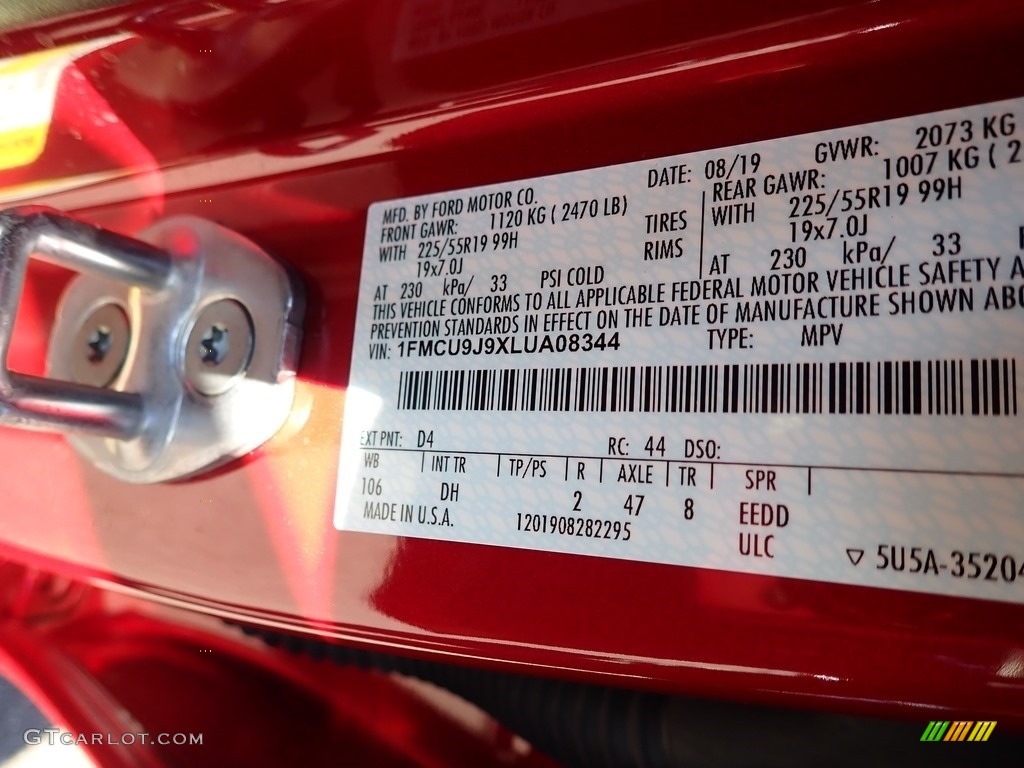 MFD. BY FORD MOTOR CO. DATE: 08/19 GVWR: 2073 KG
FRONT GAWR: 1120 KG ( 2470 LB) REAR GAWR: 1007 KG ( 2
WITH 225/55R19 99H TIRES WITH 225/55R19 99H
19x7.0J RIMS 19x7.0J
AT 230 kPa/ 33 PSI COLD AT 230 kPa/ 33
THIS VEHICLE CONFORMS TO ALL APPLICABLE FEDERAL MOTOR VEHICLE SAFETY A
PREVENTION STANDARDS IN EFFECT ON THE DATE OF MANUFACTURE SHOWN ABO
VIN: 1FMCU9J9XLUA08344 TYPE: MPV
EXT PNT: D4 RC: 44 DSO:
WB INT TR TP/PS R AXLE TR SPR
106 DH 2 47 8 EEDD
MADE IN U.S.A. 1201908282295 ULC
5U5A-35204
GTCARLOT.COM